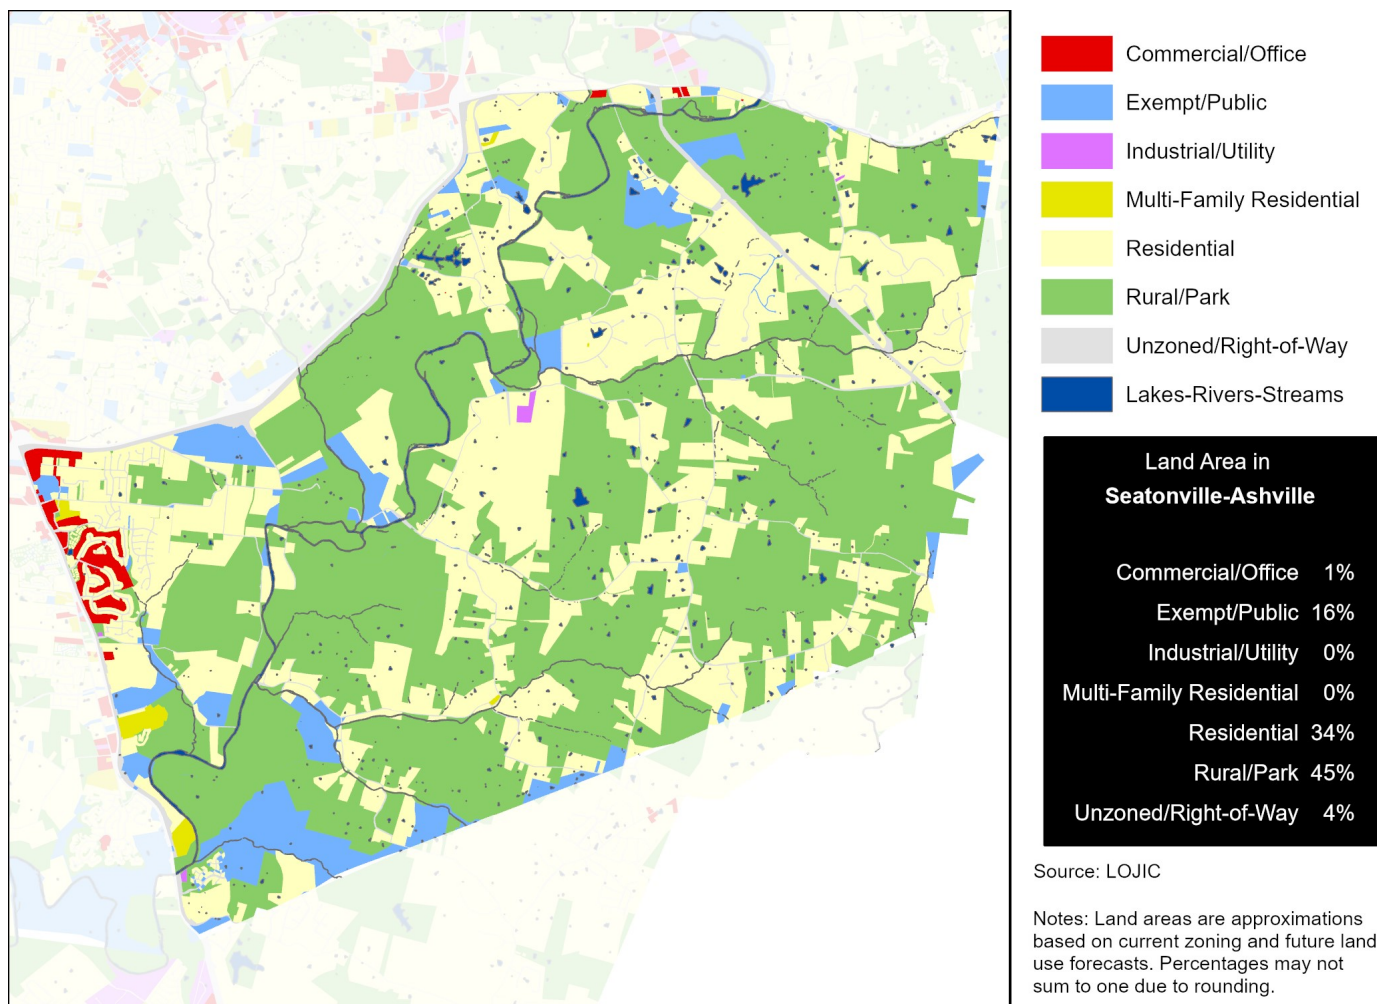 Commercial/Office
Exempt/Public
Industrial/Utility
Multi-Family Residential
Residential
Rural/Park
Unzoned/Right-of-Way
Lakes-Rivers-Streams
Land Area in
Seatonville-Ashville
Commercial/Office 1%
Exempt/Public 16%
Industrial/Utility 0%
Multi-Family Residential 0%
Residential 34%
Rural/Park 45%
Unzoned/Right-of-Way 4%
Source: LOJIC
Notes: Land areas are approximations
based on current zoning and future land
use forecasts. Percentages may not
sum to one due to rounding.